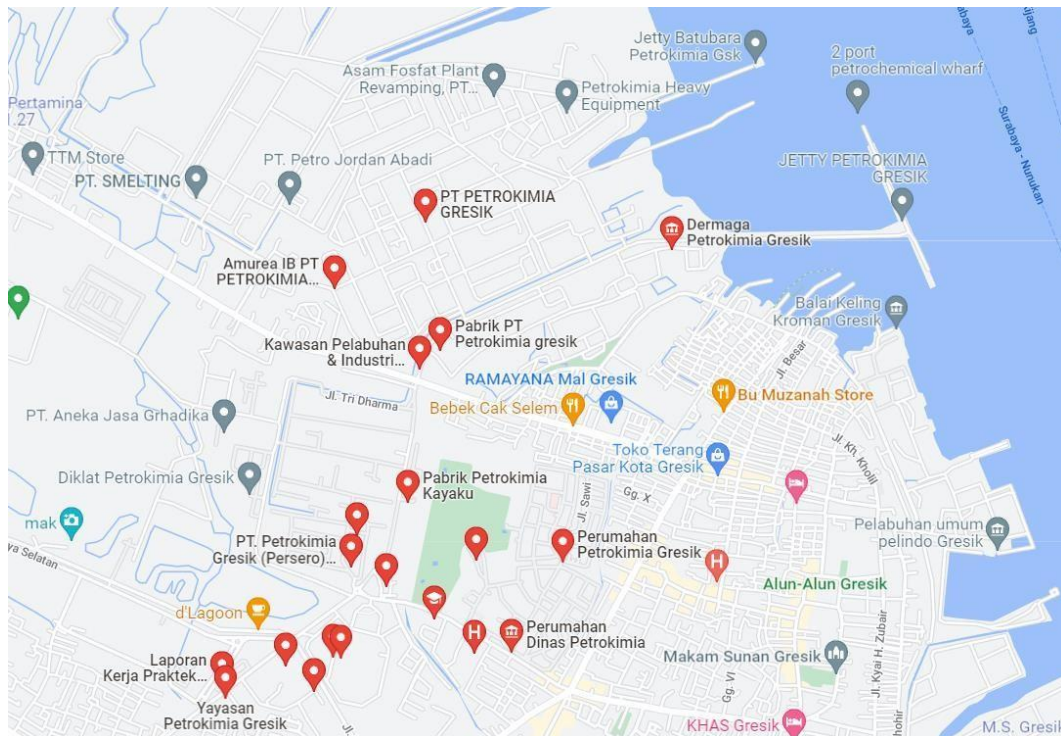 Jetty Batubara
Petrokimia Gsk
2 port
petrochemical wharf
Surabaya - Nunukan
Asam Fosfat Plant
Revamping, PT...
Petrokimia Heavy
Equipment
Pertamina
TTM Store
PT. SMELTING
PT. Petro Jordan Abadi
JETTY PETROKIMIA
GRESIK
PT PETROKIMIA
GRESIK
Dermaga
Petrokimia Gresik
Amurea IB PT
PETROKIMIA...
Balai Keling
Kroman Gresik
Pabrik PT
Petrokimia gresik
Kawasan Pelabuhan
& Industri...
Jl. Besar
RAMAYANA Mal Gresik
Jl. Tri Dharma
Bu Muzanah Store
Bebek Cak Selem
PT. Aneka Jasa Grhadika
Toko Terang
Pasar Kota Gresik
Jl. Kh. Kholil
Diklat Petrokimia Gresik
Pabrik Petrokimia
Kayaku
Gg. X
Jl. Sawi
mak
Pelabuhan umum
pelindo Gresik
PT. Petrokimia
Gresik (Persero)...
Perumahan
Petrokimia Gresik
H
Alun-Alun Gresik
Selatan
d'Lagoon
H
Perumahan
Dinas Petrokimia
Jl. Kyai H. Zubair
Makam Sunan Gresik
Laporan
Kerja Praktek...
Gg. VI
Yayasan
Petrokimia Gresik
KHAS Gresik
M.S. Gresi